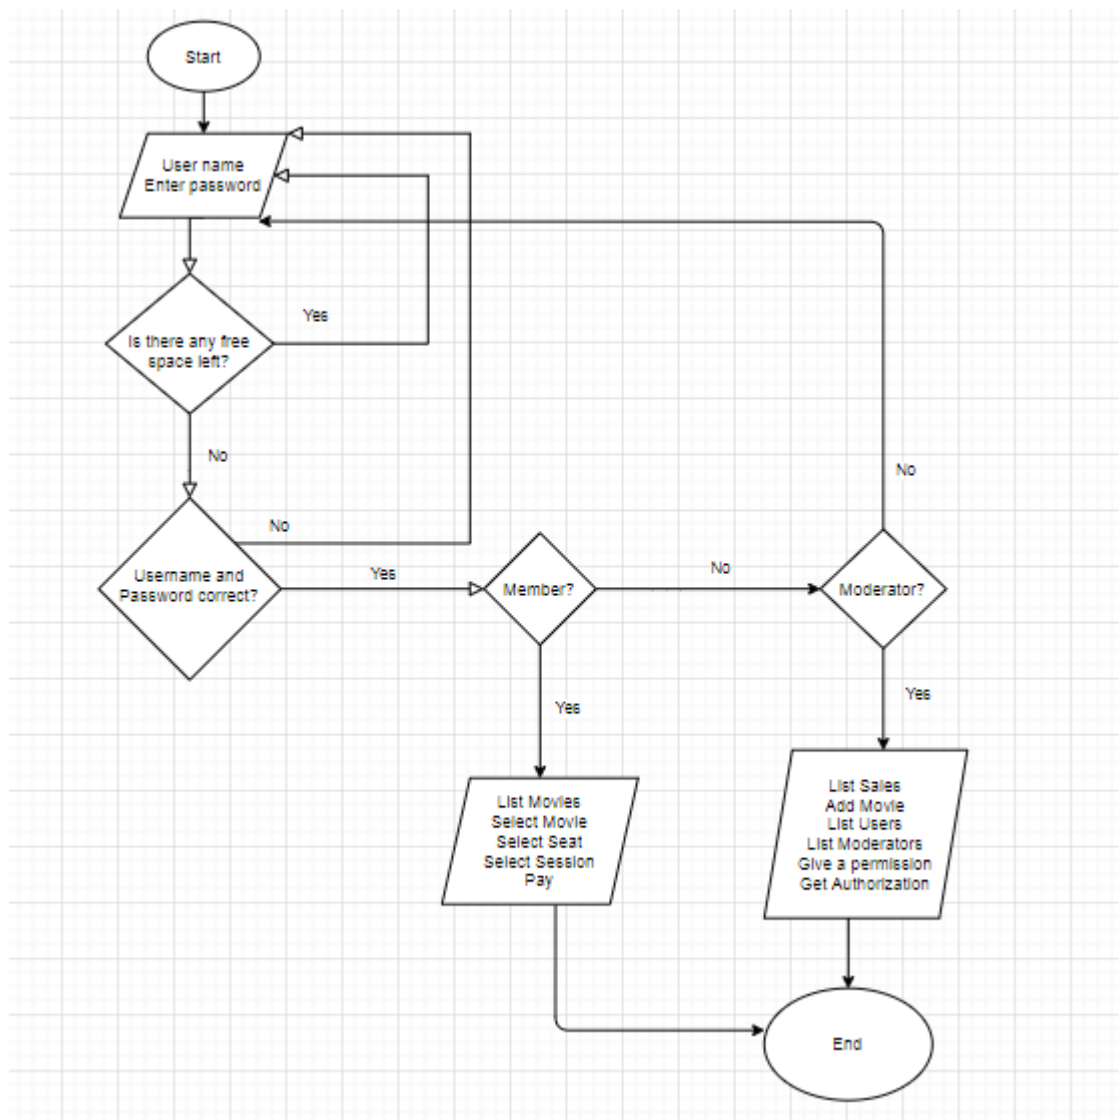 Start
User name
Enter password
Yes
Is there any free
space left?
No
No
Username and
Password correct?
Yes
Member?
No
Moderator?
No
Yes
Yes
List Movies
Select Movie
Select Seat
Select Session
Pay
List Sales
Add Movie
List Users
List Moderators
Give a permission
Get Authorization
End